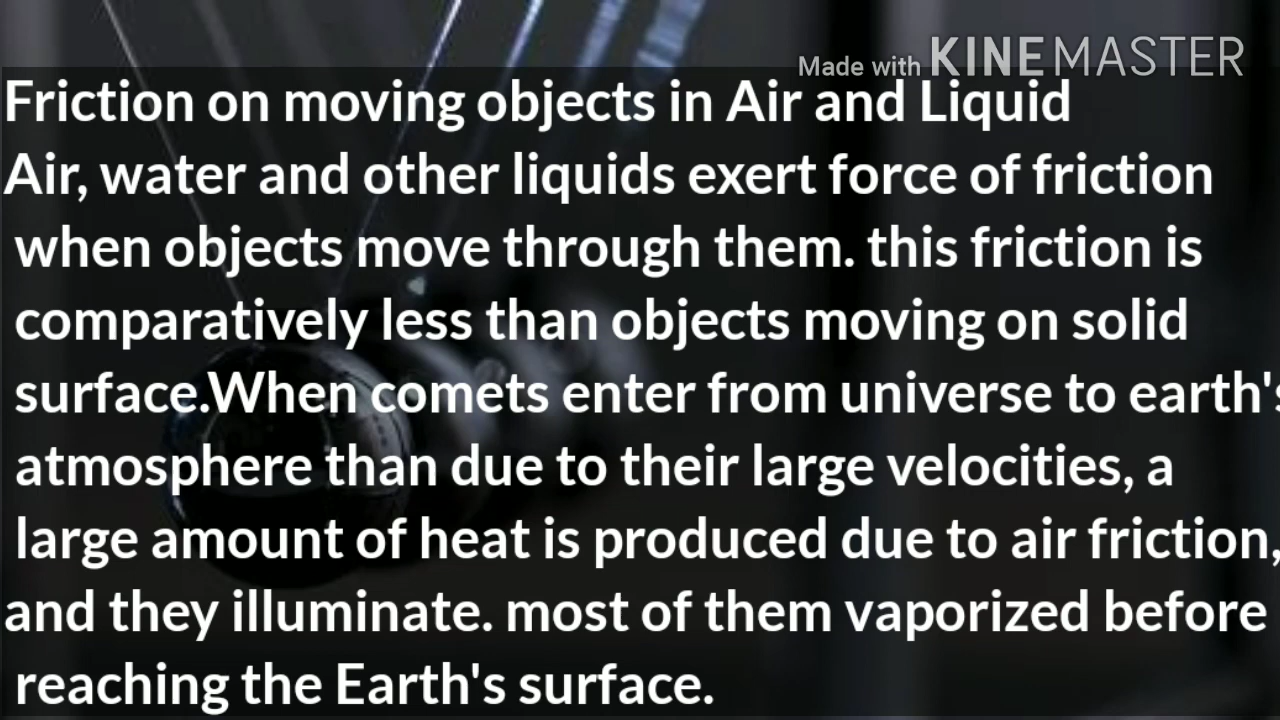 Made with KINEMASTER
Friction on moving objects in Air and Liquid
Air, water and other liquids exert force of friction
when objects move through them. this friction is
comparatively less than objects moving on solid
surface.When comets enter from universe to earth's
atmosphere than due to their large velocities, a
large amount of heat is produced due to air friction,
and they illuminate. most of them vaporized before
reaching the Earth's surface.